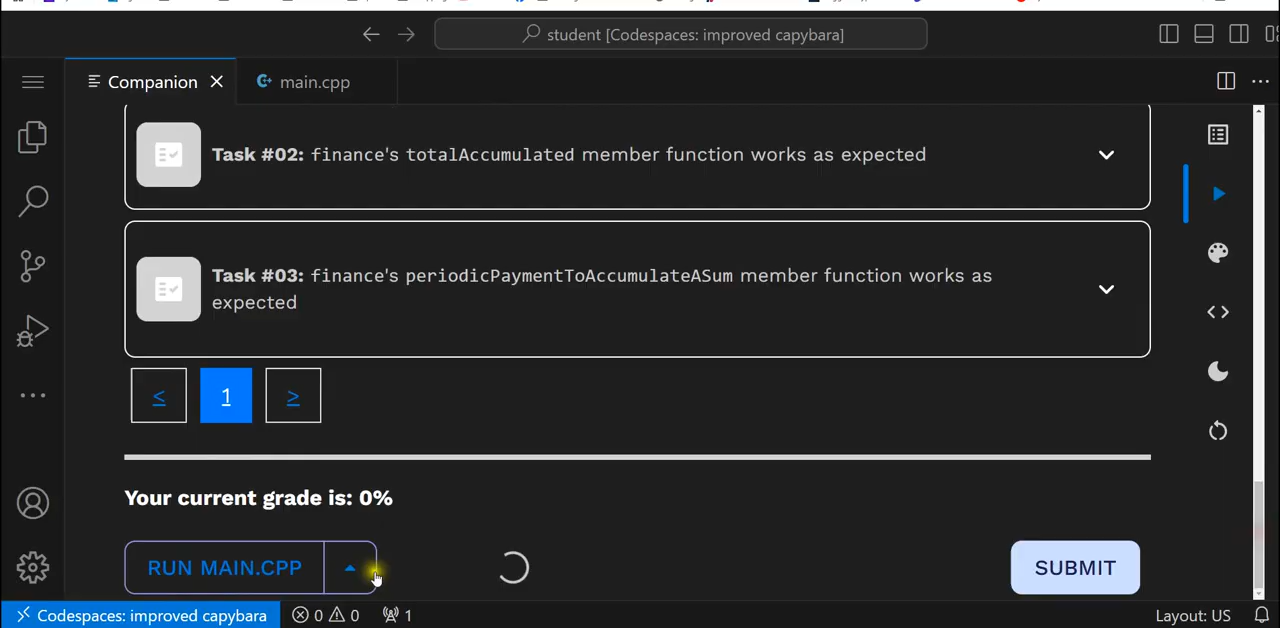 student [Codespaces: improved capybara]
Companion
main.cpp
Task #02: finance's totalAccumulated member function works as expected
Task #03: finance's periodicPaymentToAccumulateASum member function works as
expected
< 1 >
Your current grade is: 0%
RUN MAIN.CPP
SUBMIT
Codespaces: improved capybara 0 0 1 Layout: US